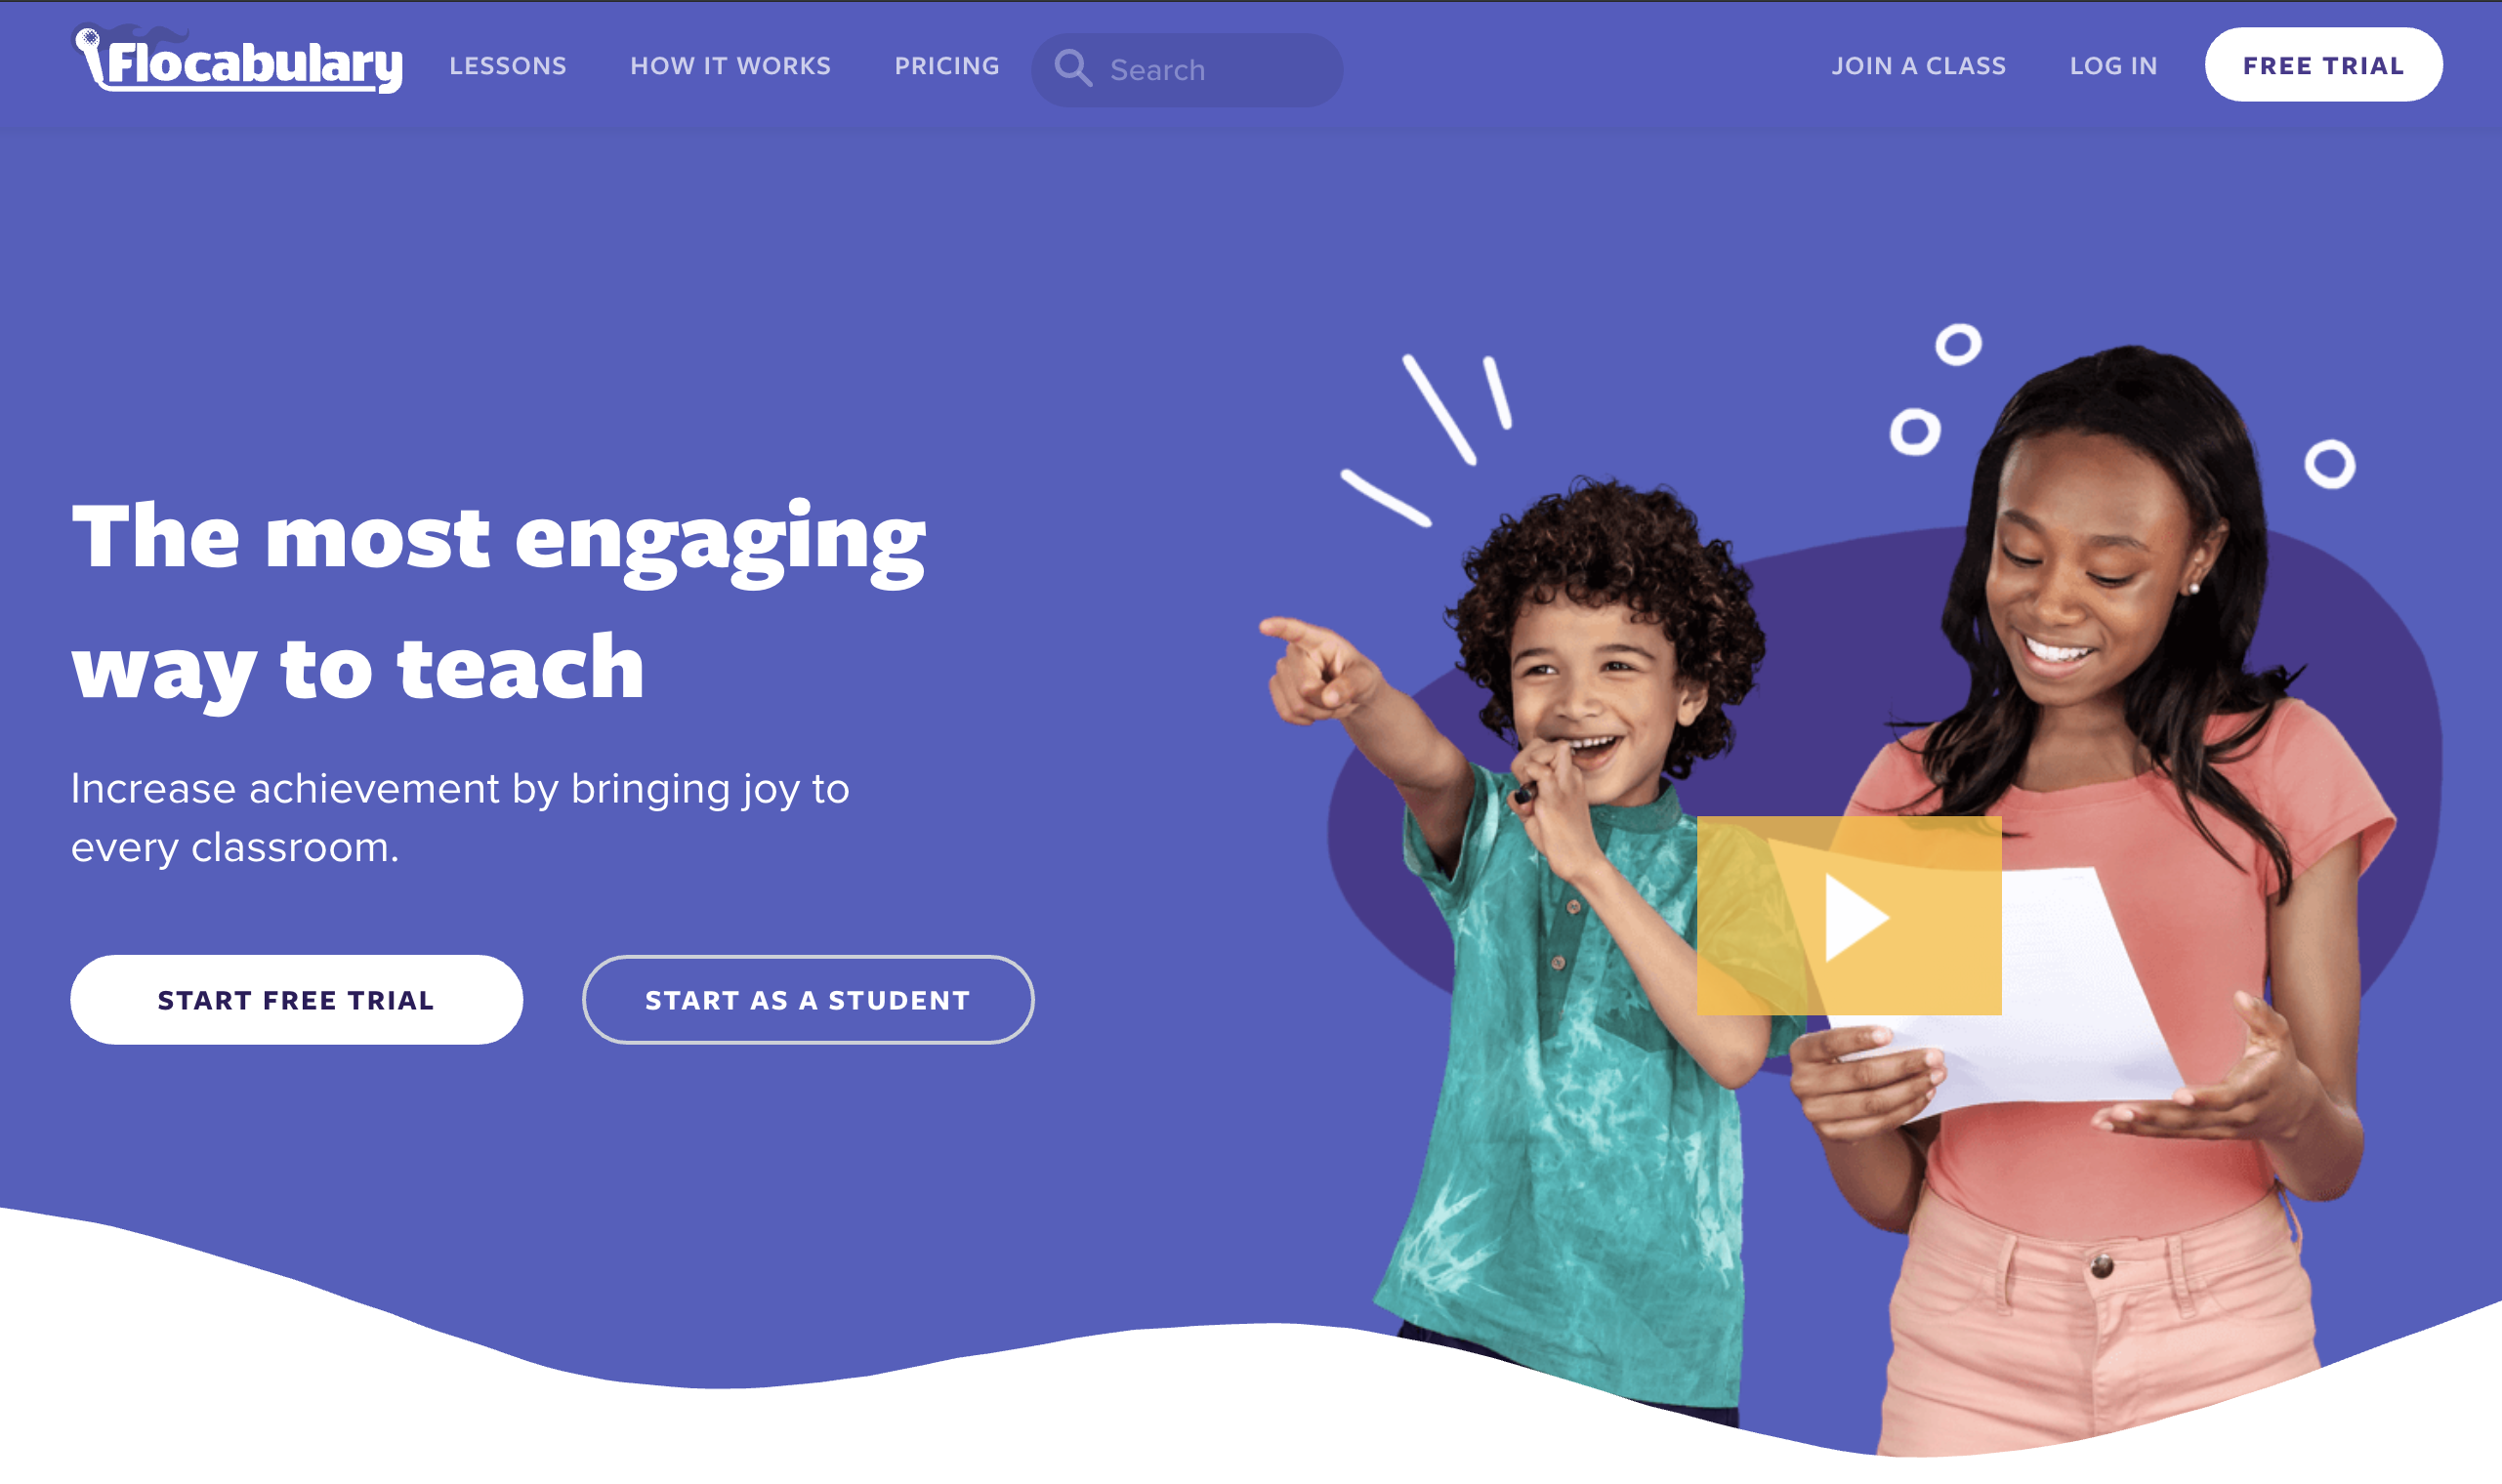 Flocabulary
LESSONS
HOW IT WORKS
PRICING
Search
JOIN A CLASS
LOG IN
FREE TRIAL
The most engaging
way to teach
Increase achievement by bringing joy to
every classroom.
START FREE TRIAL
START AS A STUDENT